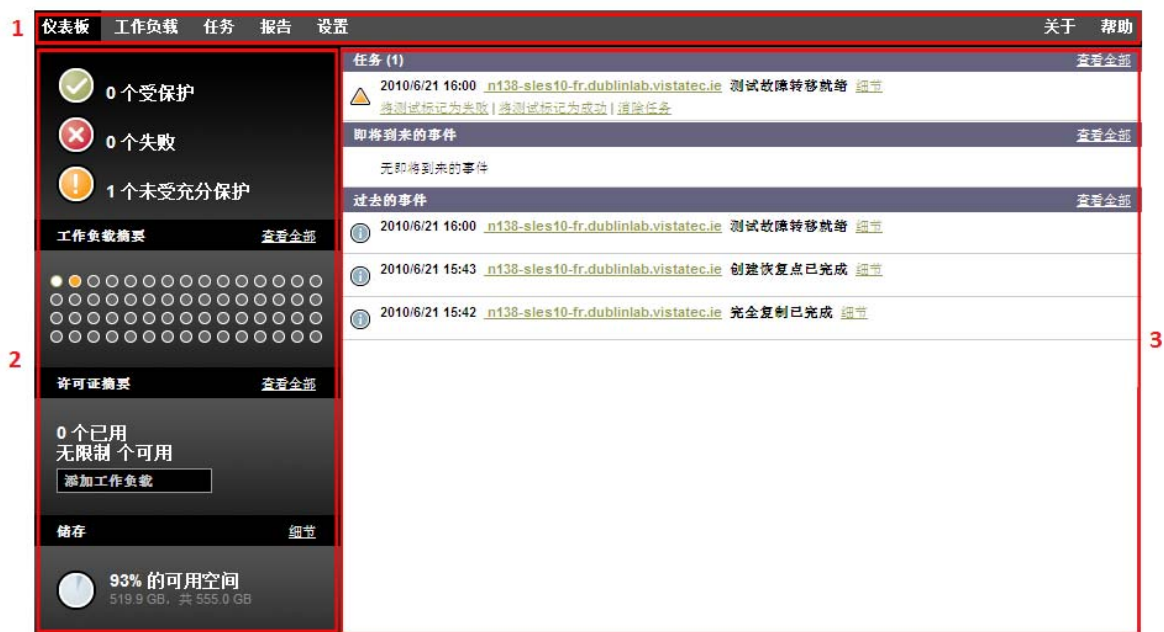 1
仪表板 工作负载 任务 报告 设置 关于 帮助
2
0 个受保护
0 个失败
1 个未受充分保护
工作负载摘要 查看全部
许可证摘要 查看全部
0 个已用
无限制 个可用
添加工作负载
储存 细节
93% 的可用空间
519.9 GB，共 555.0 GB
3
任务 (1) 查看全部
2010/6/21 16:00 n138-sles10-fr.dublinlab.vistatec.ie 测试故障转移就绪 细节
将测试标记为失败 | 将测试标记为成功 | 消除任务
即将到来的事件 查看全部
无即将到来的事件
过去的事件 查看全部
2010/6/21 16:00 n138-sles10-fr.dublinlab.vistatec.ie 测试故障转移就绪 细节
2010/6/21 15:43 n138-sles10-fr.dublinlab.vistatec.ie 创建恢复点已完成 细节
2010/6/21 15:42 n138-sles10-fr.dublinlab.vistatec.ie 完全复制已完成 细节